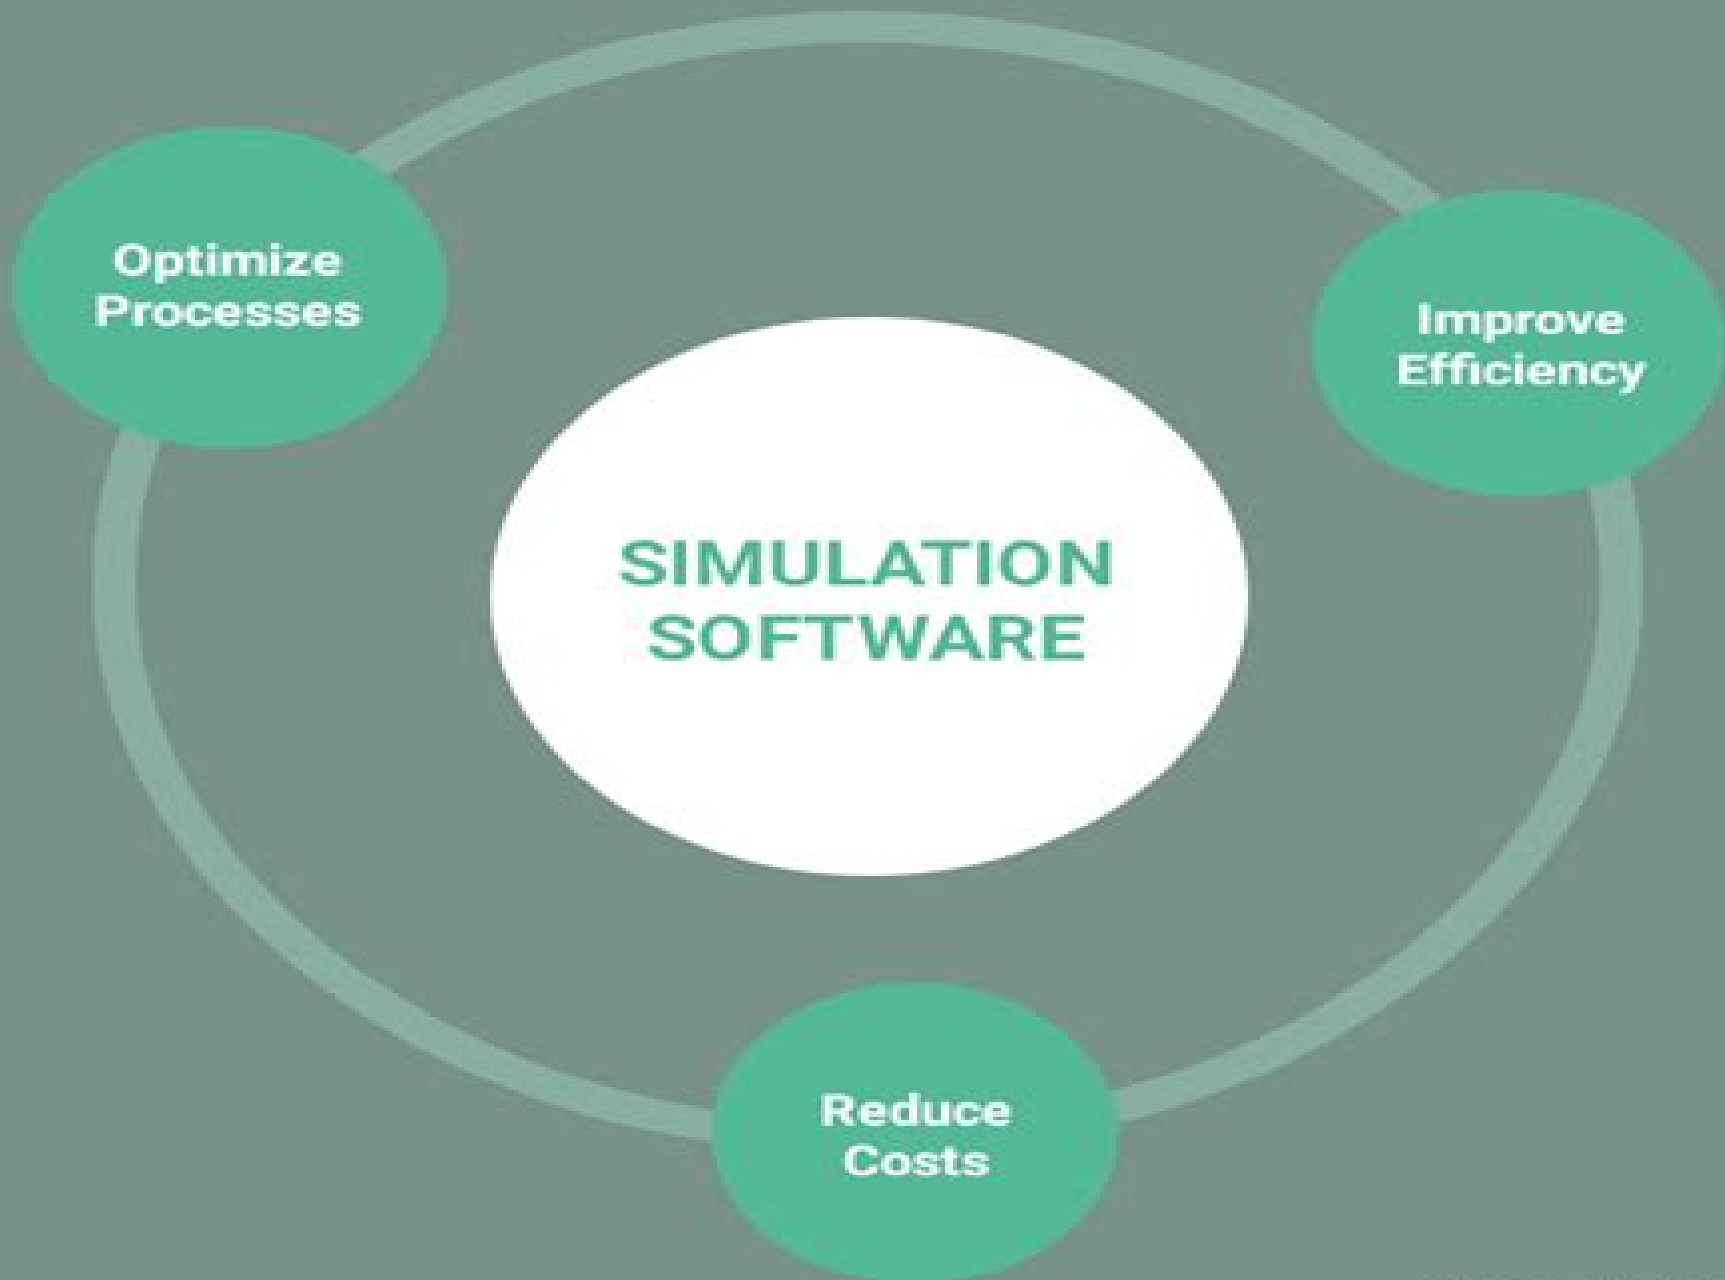 Optimize
Processes
Improve
Efficiency
SIMULATION
SOFTWARE
Reduce
Costs